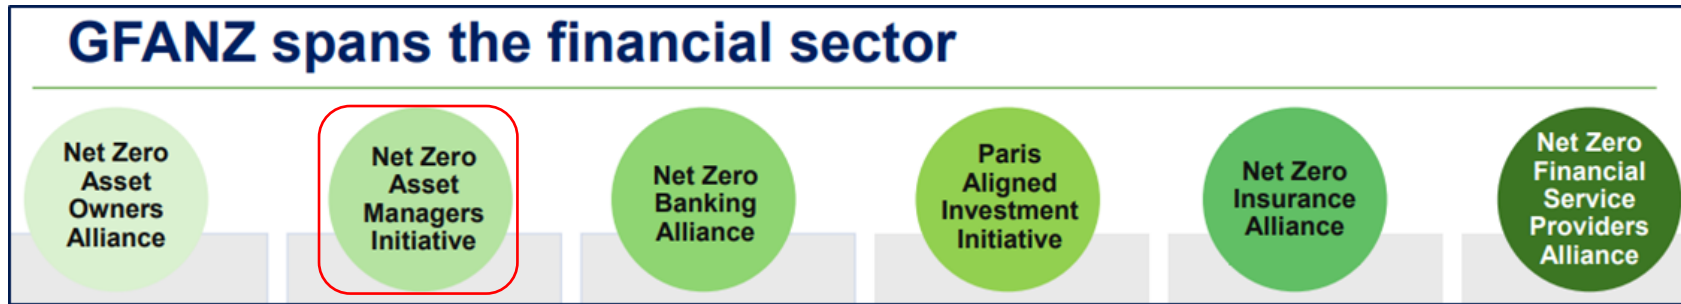 GFANZ spans the financial sector
Net Zero
Asset
Owners
Alliance
Net Zero
Asset
Managers
Initiative
Net Zero
Banking
Alliance
Paris
Aligned
Investment
Initiative
Net Zero
Insurance
Alliance
Net Zero
Financial
Service
Providers
Alliance